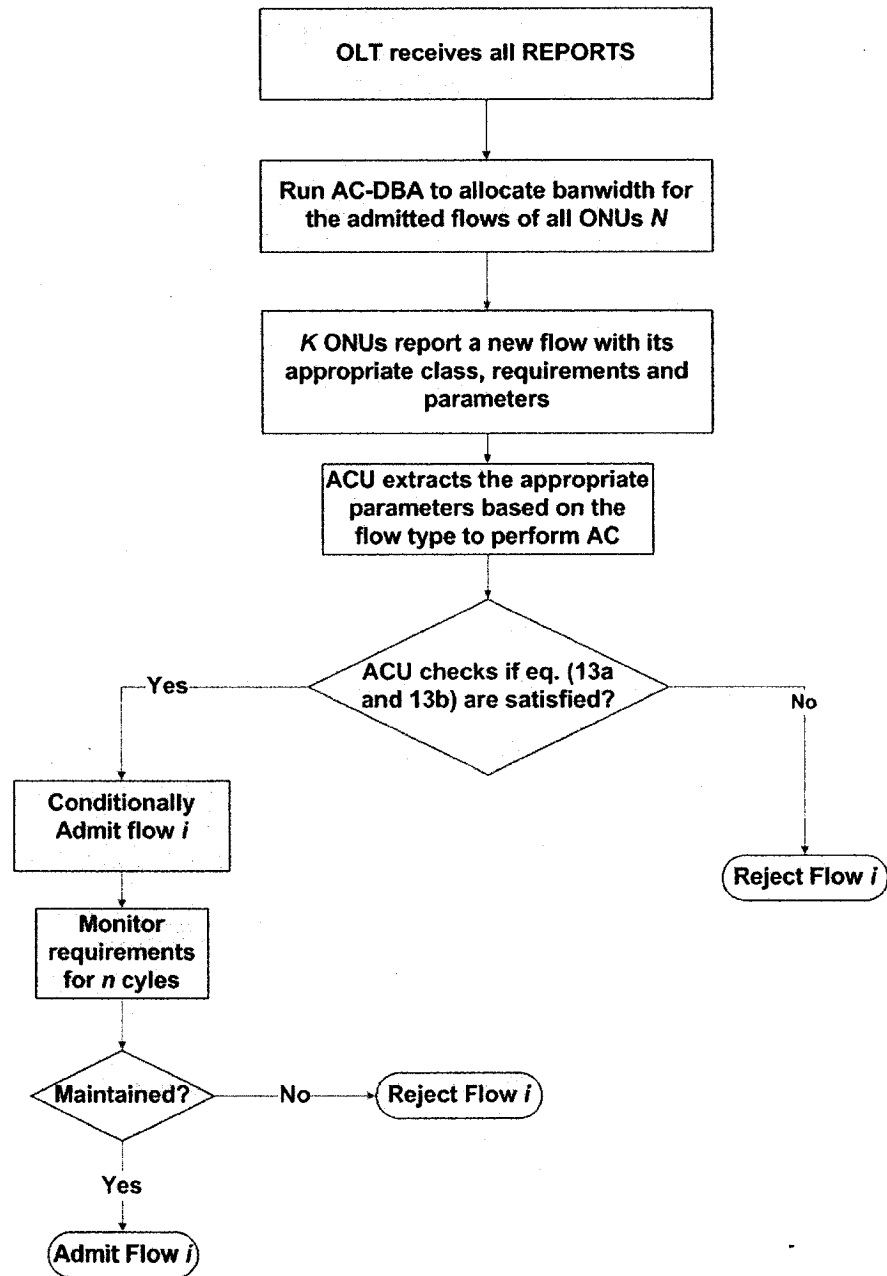 OLT receives all REPORTS
Run AC-DBA to allocate banwidth for
the admitted flows of all ONUs N
K ONUs report a new flow with its
appropriate class, requirements and
parameters
ACU extracts the appropriate
parameters based on the
flow type to perform AC
ACU checks if eq. (13a
and 13b) are satisfied?
Yes
No
Conditionally
Admit flow i
Reject Flow i
Monitor
requirements
for n cyles
Maintained?
No
Reject Flow i
Yes
Admit Flow i